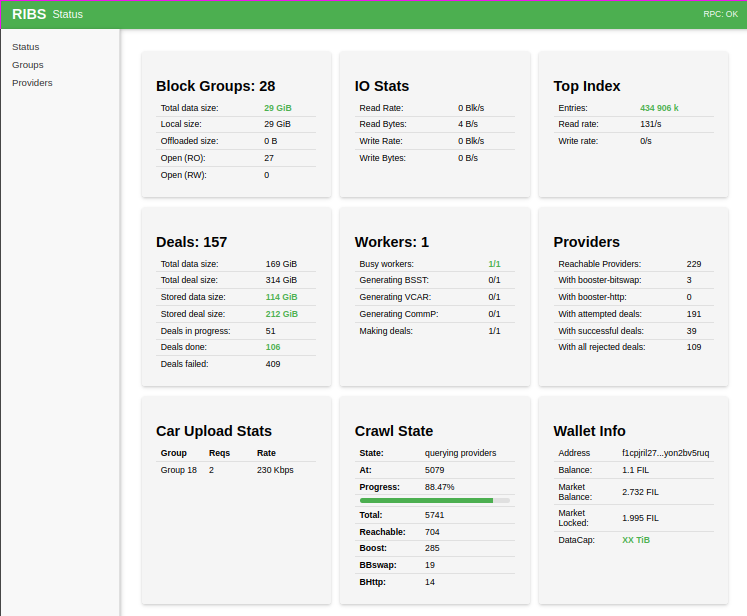 RIBS Status RPC: OK
Status
Groups
Providers
Block Groups: 28
Total data size: 29 GiB
Local size: 29 GiB
Offloaded size: 0 B
Open (RO): 27
Open (RW): 0
IO Stats
Read Rate: 0 Blk/s
Read Bytes: 4 B/s
Write Rate: 0 Blk/s
Write Bytes: 0 B/s
Top Index
Entries: 434 906 k
Read rate: 131/s
Write rate: 0/s
Deals: 157
Total data size: 169 GiB
Total deal size: 314 GiB
Stored data size: 114 GiB
Stored deal size: 212 GiB
Deals in progress: 51
Deals done: 106
Deals failed: 409
Workers: 1
Busy workers: 1/1
Generating BSST: 0/1
Generating VCAR: 0/1
Generating CommP: 0/1
Making deals: 1/1
Providers
Reachable Providers: 229
With booster-bitswap: 3
With booster-http: 0
With attempted deals: 191
With successful deals: 39
With all rejected deals: 109
Car Upload Stats
Group Reqs Rate
Group 18 2 230 Kbps
Crawl State
State: querying providers
At: 5079
Progress: 88.47%
Total: 5741
Reachable: 704
Boost: 285
BBswap: 19
BHttp: 14
Wallet Info
Address f1cpjril27...yon2bv5ruq
Balance: 1.1 FIL
Market
Balance: 2.732 FIL
Market
Locked: 1.995 FIL
DataCap: XX TiB